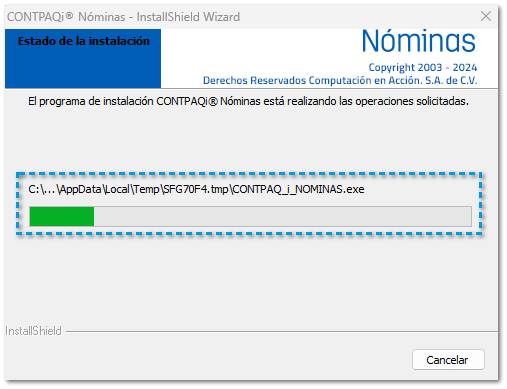 CONTPAQi® Nóminas - InstallShield Wizard
Estado de la instalación
Nóminas
Copyright 2003 - 2024
Derechos Reservados Computación en Acción. S.A. de C.V.
El programa de instalación CONTPAQi® Nóminas está realizando las operaciones solicitadas.
C:\...\AppData\Local\Temp\SFG70F4.tmp\CONTPAQ_i_NOMINAS.exe
InstallShield
Cancelar